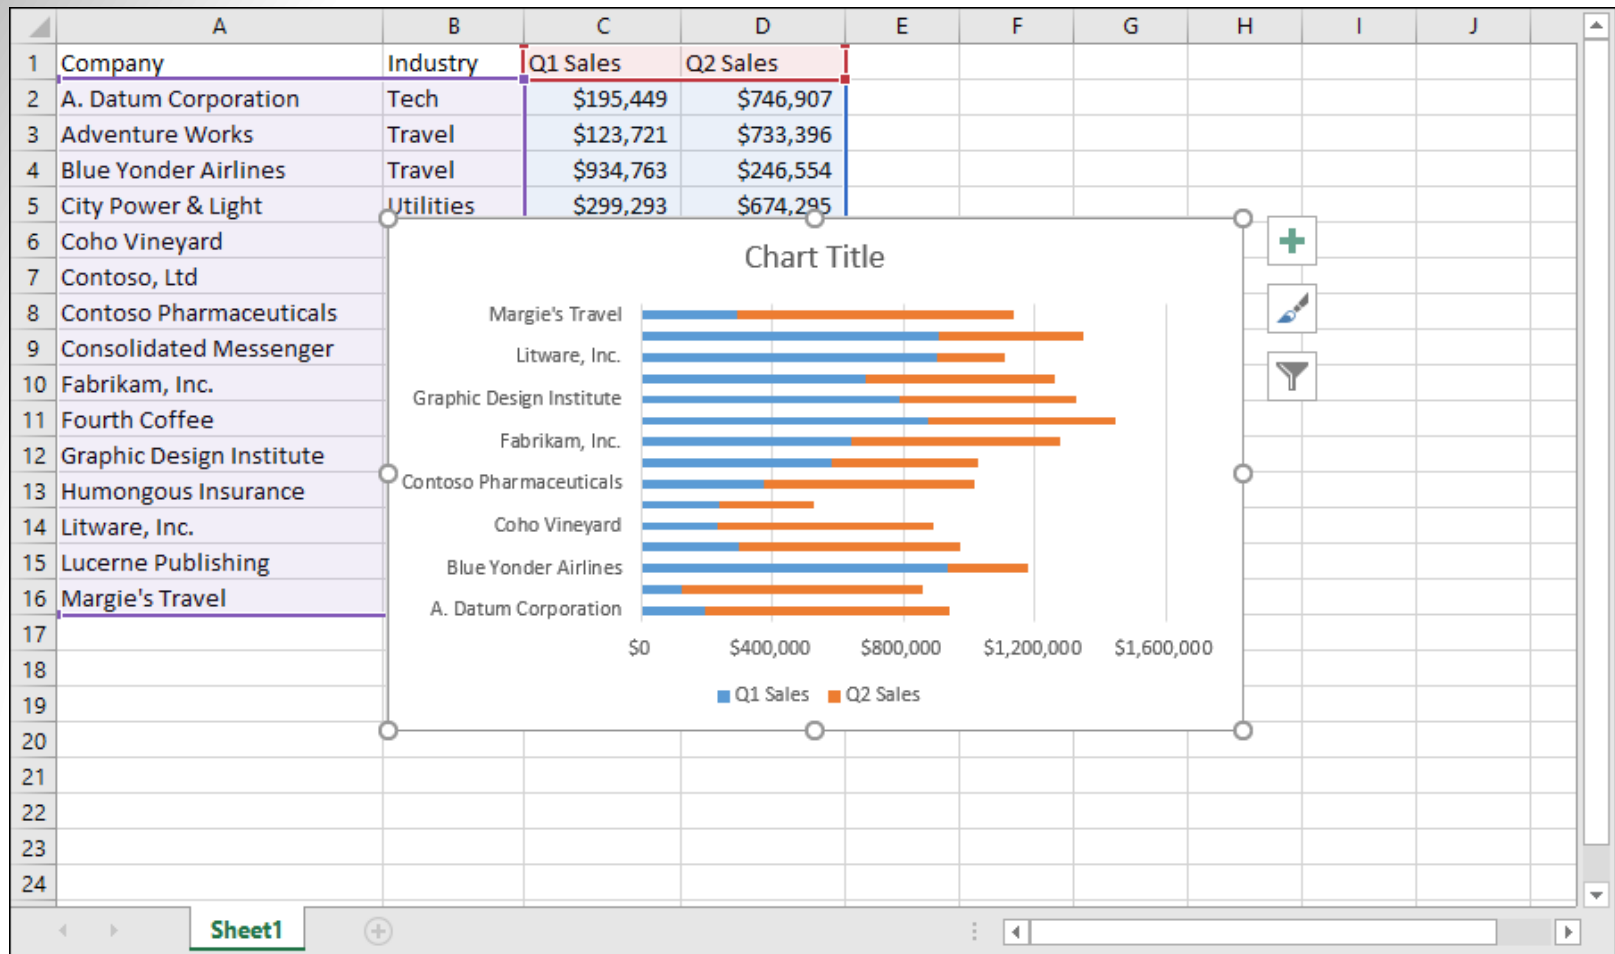 A B C D E F G H I J
1 Company Industry Q1 Sales Q2 Sales
2 A. Datum Corporation Tech $195,449 $746,907
3 Adventure Works Travel $123,721 $733,396
4 Blue Yonder Airlines Travel $934,763 $246,554
5 City Power & Light Utilities $299,293 $674,295
6 Coho Vineyard
7 Contoso, Ltd
8 Contoso Pharmaceuticals
9 Consolidated Messenger
10 Fabrikam, Inc.
11 Fourth Coffee
12 Graphic Design Institute
13 Humongous Insurance
14 Litware, Inc.
15 Lucerne Publishing
16 Margie's Travel
17
18
19
20
21
22
23
24
Chart Title
Margie's Travel
Litware, Inc.
Graphic Design Institute
Fabrikam, Inc.
Contoso Pharmaceuticals
Coho Vineyard
Blue Yonder Airlines
A. Datum Corporation
$0 $400,000 $800,000 $1,200,000 $1,600,000
Q1 Sales Q2 Sales
Sheet1